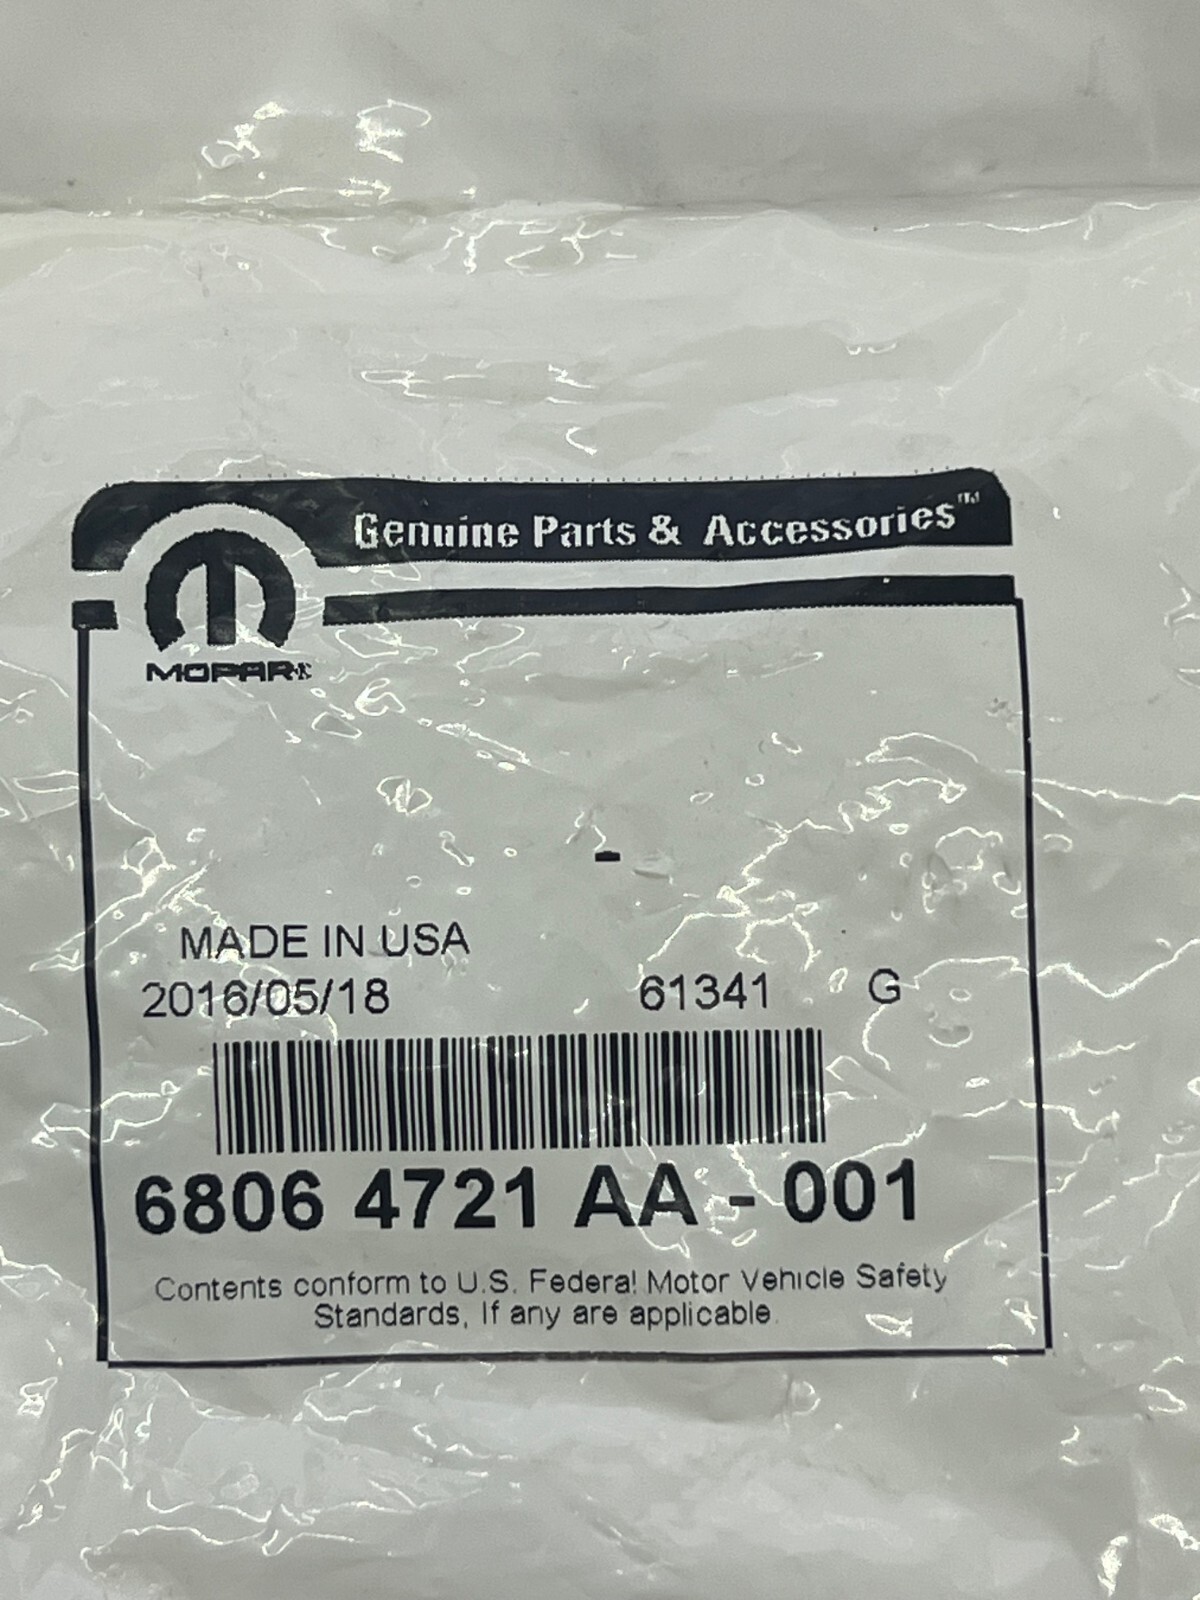 Genuine Parts & Accessories™
MOPAR®
-
MADE IN USA
2016/05/18 61341 G
6806 4721 AA - 001
Contents conform to U.S. Federal Motor Vehicle Safety
Standards, If any are applicable.